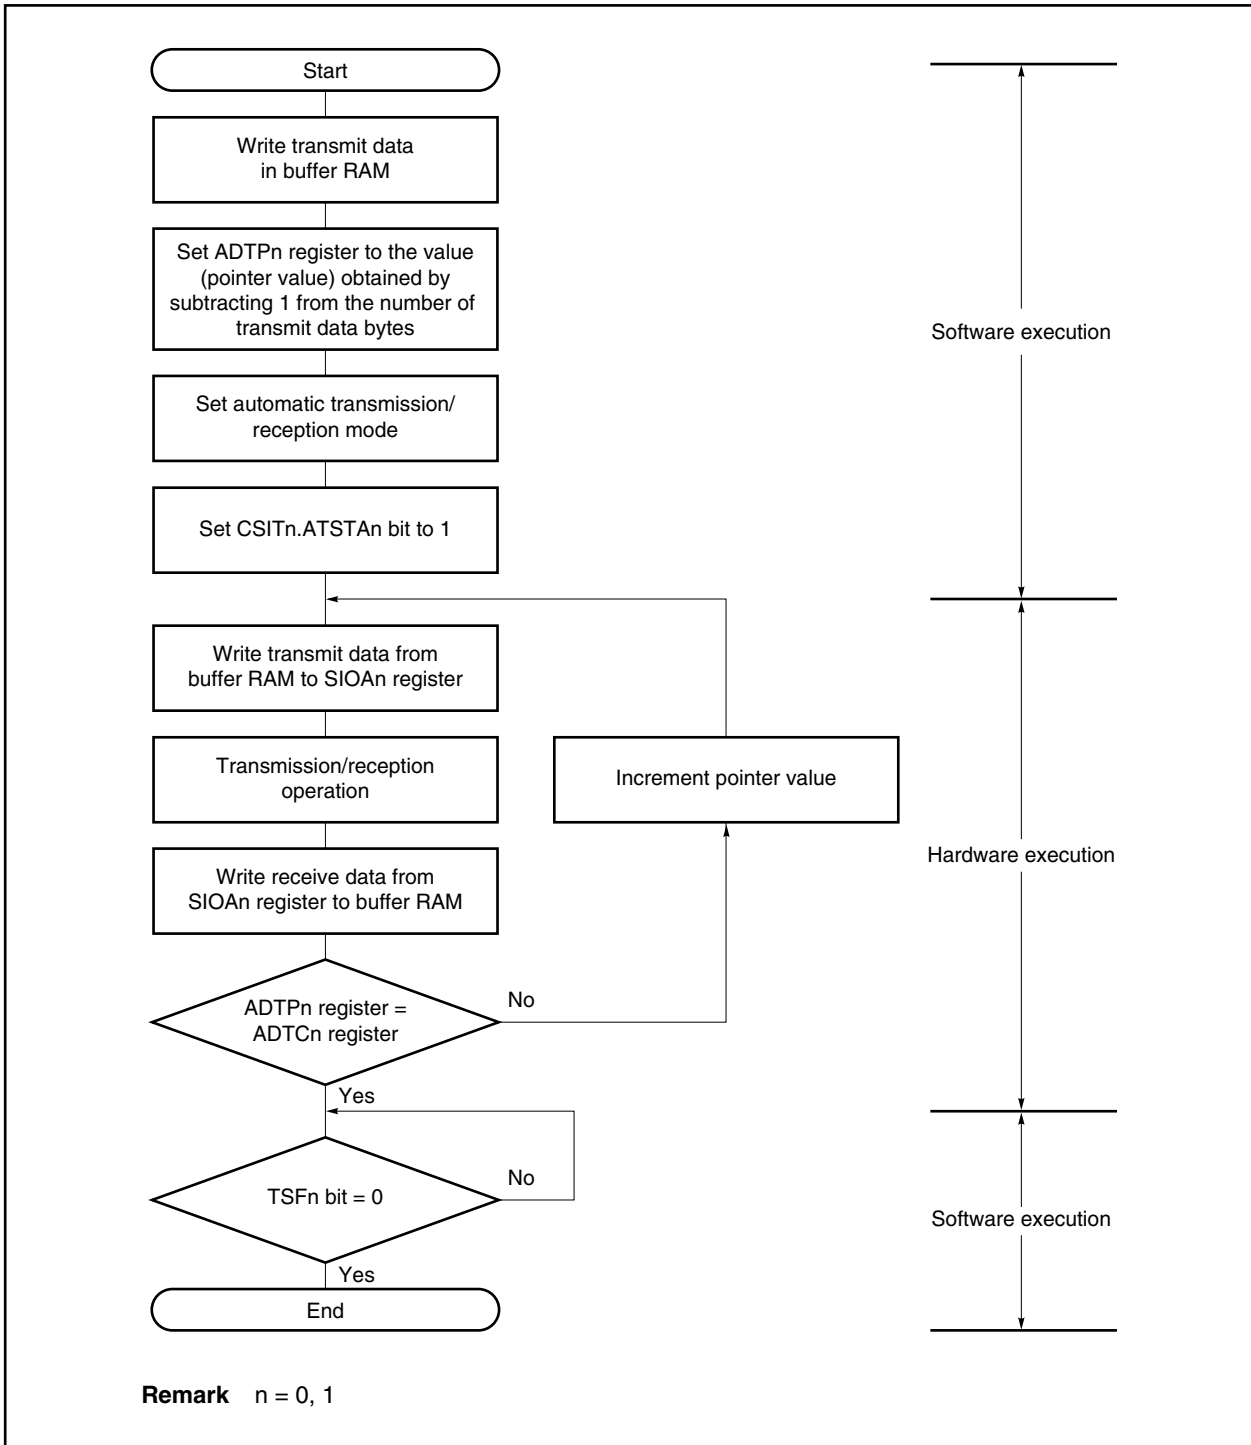 Start
Write transmit data
in buffer RAM
Set ADTPn register to the value
(pointer value) obtained by
subtracting 1 from the number of
transmit data bytes
Software execution
Set automatic transmission/
reception mode
Set CSITn.ATSTAn bit to 1
Write transmit data from
buffer RAM to SIOAn register
Transmission/reception
operation
Increment pointer value
Hardware execution
Write receive data from
SIOAn register to buffer RAM
ADTPn register =
ADTCn register
No
Yes
TSFn bit = 0
No
Software execution
Yes
End
Remark n = 0, 1